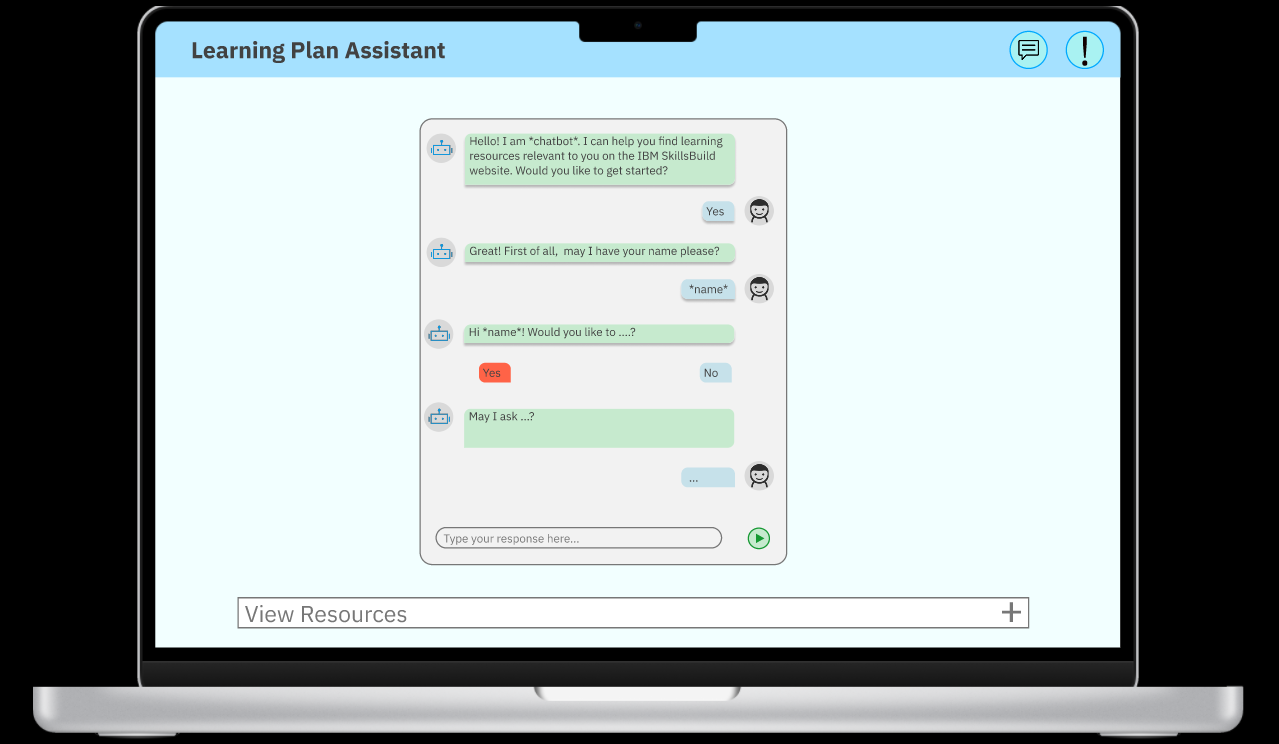 Learning Plan Assistant
Hello! I am *chatbot*. I can help you find learning
resources relevant to you on the IBM SkillsBuild
website. Would you like to get started?
Yes
Great! First of all, may I have your name please?
*name*
Hi *name*! Would you like to ....?
Yes
No
May I ask ...?
...
Type your response here...
View Resources